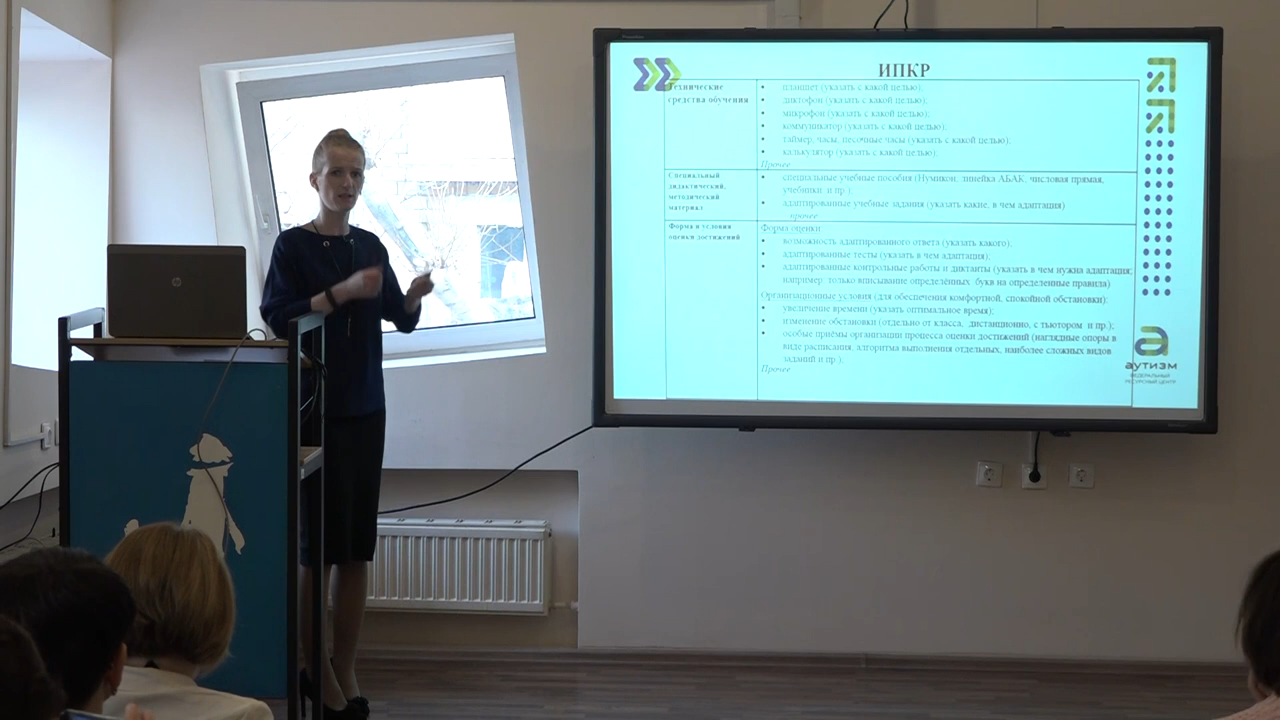 ИПКР
Технические
средства обучения
планшет (указать с какой целью);
диктофон (указать с какой целью);
микрофон (указать с какой целью);
коммуникатор (указать с какой целью);
таймер, часы, песочные часы (указать с какой целью);
калькулятор (указать с какой целью);
Прочее
Специальный
дидактический,
методический
материал
специальные учебные пособия (Нумикон, линейка АБАК, числовая прямая,
учебники и пр.);
адаптированные учебные задания (указать какие, в чем адаптация)
прочее
Форма и условия
оценки достижений
Форма оценки
возможность адаптированного ответа (указать какого);
адаптированные тесты (указать в чем адаптация);
адаптированные контрольные работы и диктанты (указать в чем нужна адаптация;
например, только вписывание определённых букв на определенные правила)
Организационные условия (для обеспечения комфортной, спокойной обстановки):
увеличение времени (указать оптимальное время);
изменение обстановки (отдельно от класса, дистанционно, с тьютором и пр.);
особые приёмы организации процесса оценки достижений (наглядные опоры в
виде расписания, алгоритма выполнения отдельных, наиболее сложных видов
заданий и пр.);
Прочее
а
аутизм
ФЕДЕРАЛЬНЫЙ
РЕСУРСНЫЙ ЦЕНТР
hp